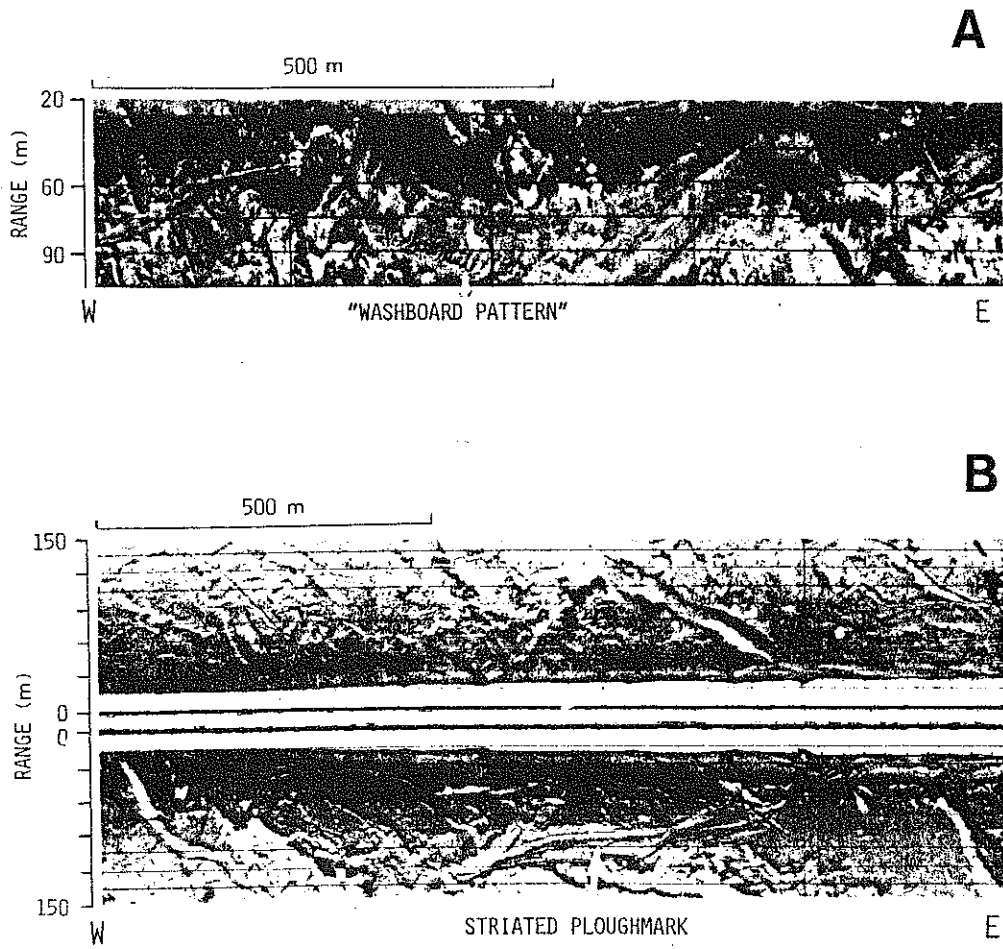 A
500 m
20
60
90
RANGE (m)
W
"WASHBOARD PATTERN"
E
B
500 m
150
0
0
150
RANGE (m)
W
STRIATED PLOUGHMARK
E